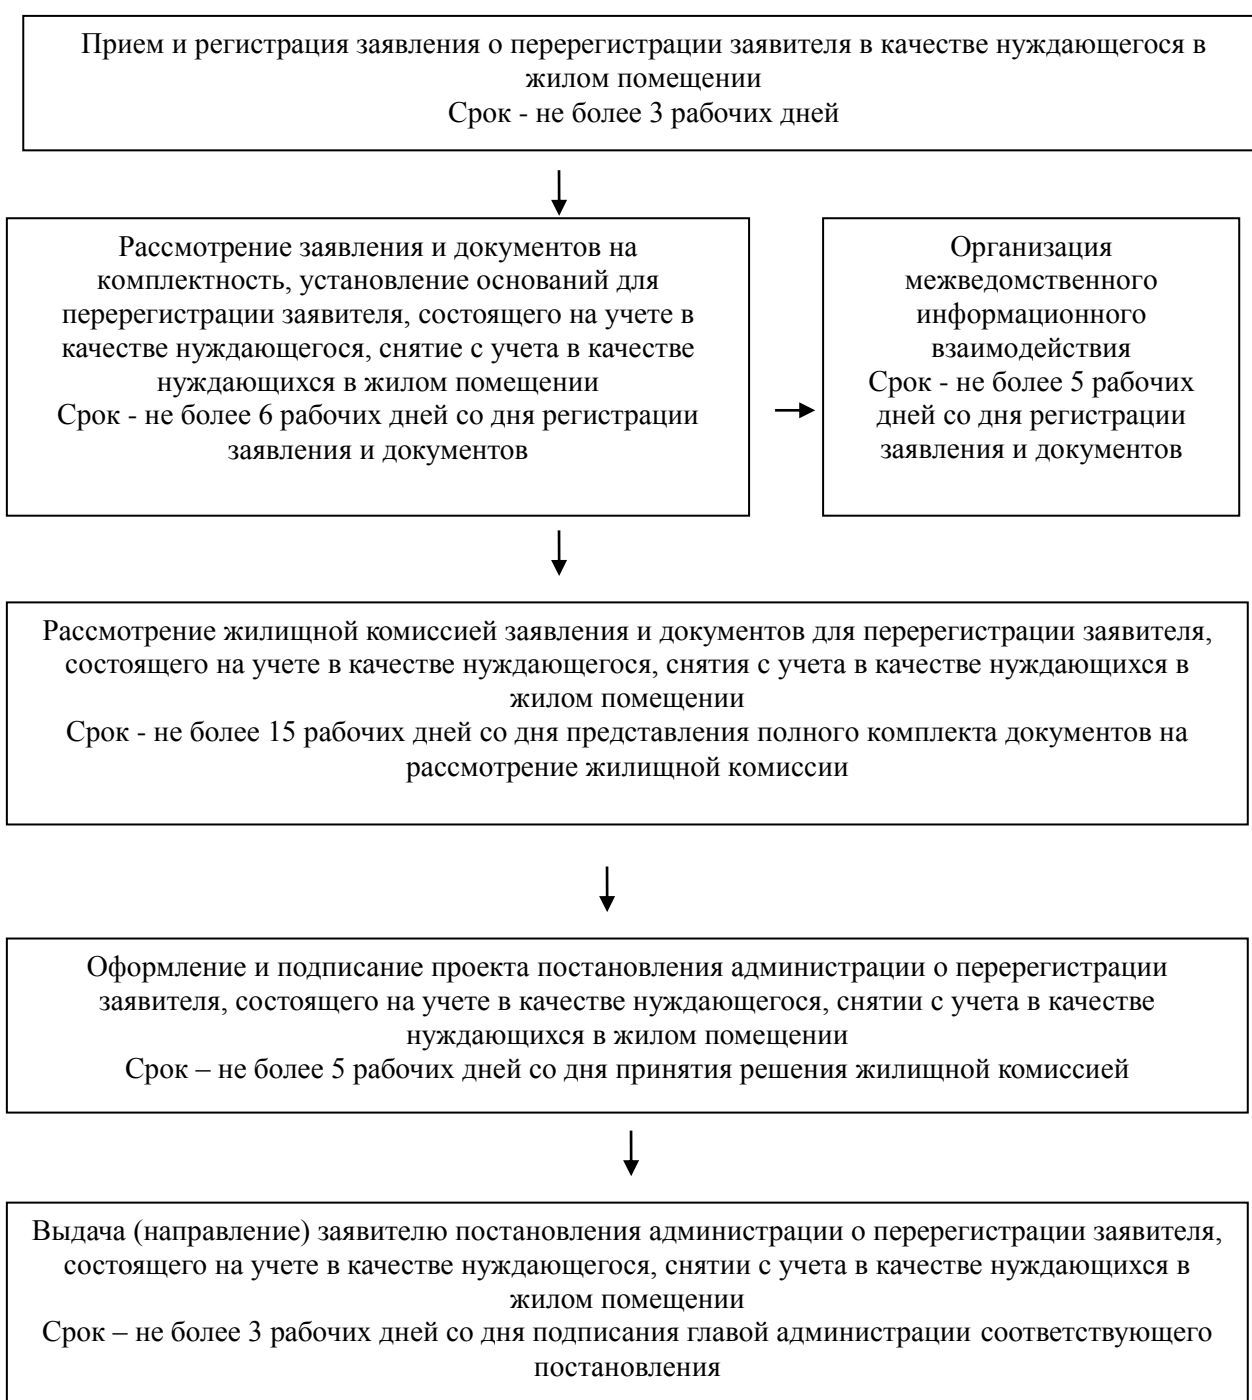 Прием и регистрация заявления о перерегистрации заявителя в качестве нуждающегося в
жилом помещении
Срок - не более 3 рабочих дней
Рассмотрение заявления и документов на
комплектность, установление оснований для
перерегистрации заявителя, состоящего на учете в
качестве нуждающегося, снятие с учета в качестве
нуждающихся в жилом помещении
Срок - не более 6 рабочих дней со дня регистрации
заявления и документов
Организация
межведомственного
информационного
взаимодействия
Срок - не более 5 рабочих
дней со дня регистрации
заявления и документов
Рассмотрение жилищной комиссией заявления и документов для перерегистрации заявителя,
состоящего на учете в качестве нуждающегося, снятия с учета в качестве нуждающихся в
жилом помещении
Срок - не более 15 рабочих дней со дня представления полного комплекта документов на
рассмотрение жилищной комиссии
Оформление и подписание проекта постановления администрации о перерегистрации
заявителя, состоящего на учете в качестве нуждающегося, снятии с учета в качестве
нуждающихся в жилом помещении
Срок – не более 5 рабочих дней со дня принятия решения жилищной комиссией
Выдача (направление) заявителю постановления администрации о перерегистрации заявителя,
состоящего на учете в качестве нуждающегося, снятии с учета в качестве нуждающихся в
жилом помещении
Срок – не более 3 рабочих дней со дня подписания главой администрации соответствующего
постановления